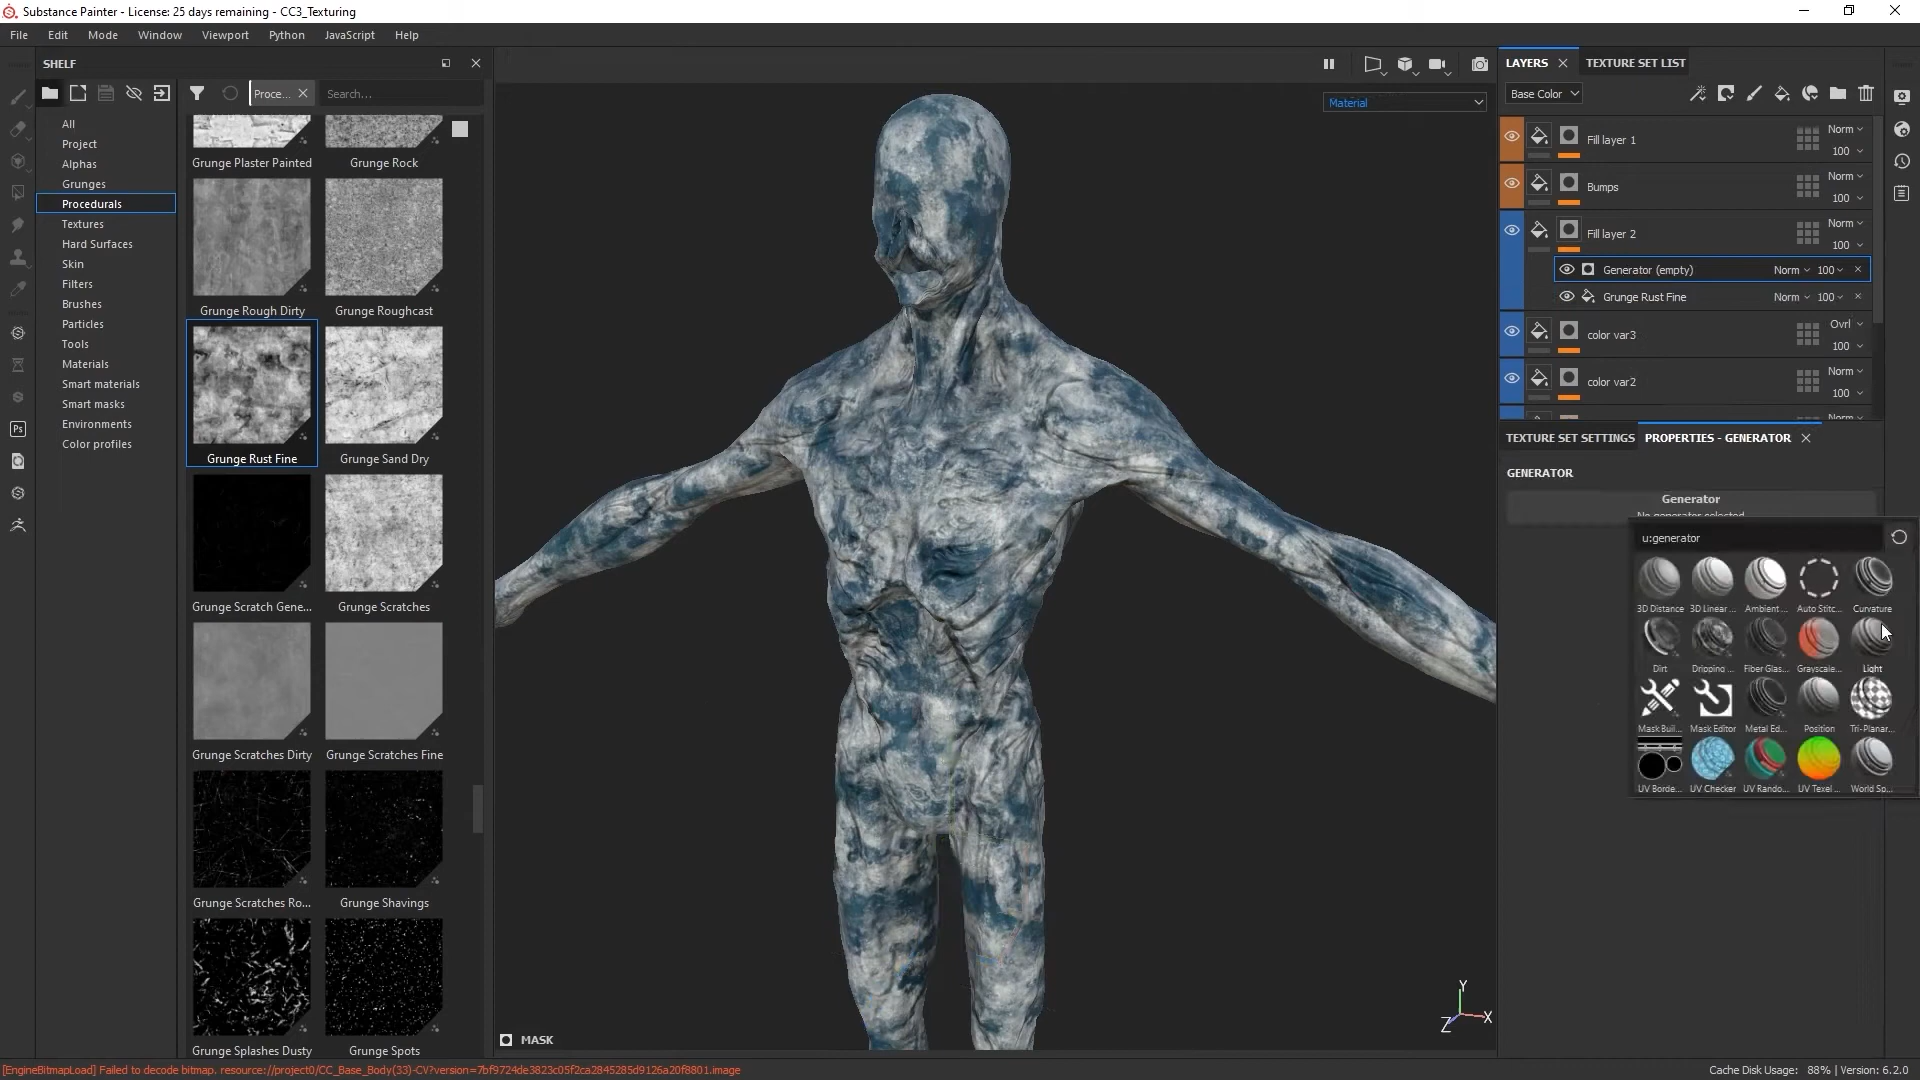 Substance Painter - License: 25 days remaining - CC3_Texturing
File Edit Mode Window Viewport Python JavaScript Help
SHELF
Proce...
Search...
All
Project
Alphas
Grunges
Procedurals
Textures
Hard Surfaces
Skin
Filters
Brushes
Particles
Tools
Materials
Smart materials
Smart masks
Environments
Color profiles
Ps
Grunge Plaster Painted
Grunge Rock
Grunge Rough Dirty
Grunge Roughcast
Grunge Rust Fine
Grunge Sand Dry
Grunge Scratch Gene...
Grunge Scratches
Grunge Scratches Dirty
Grunge Scratches Fine
Grunge Scratches Ro...
Grunge Shavings
Grunge Splashes Dusty
Grunge Spots
Material
MASK
Y
Z
X
LAYERS
TEXTURE SET LIST
Base Color
Fill layer 1
Norm
100
Bumps
Norm
100
Fill layer 2
Norm
100
Generator (empty) Norm 100
Grunge Rust Fine Norm 100
color var3
Ovrl
100
color var2
Norm
100
Norm
TEXTURE SET SETTINGS
PROPERTIES - GENERATOR
GENERATOR
Generator
No generator selected
u:generator
3D Distance 3D Linear ... Ambient ... Auto Stitc... Curvature
Dirt Dripping ... Fiber Glas... Grayscale... Light
Mask Buil... Mask Editor Metal Ed... Position Tri-Planar...
UV Borde... UV Checker UV Rando... UV Texel ... World Sp...
[EngineBitmapLoad] Failed to decode bitmap. resource://project0/CC_Base_Body(33)-CV?version=7bf9724de3823c05f2ca2845285d9126a20f8801.image
Cache Disk Usage: 88% | Version: 6.2.0